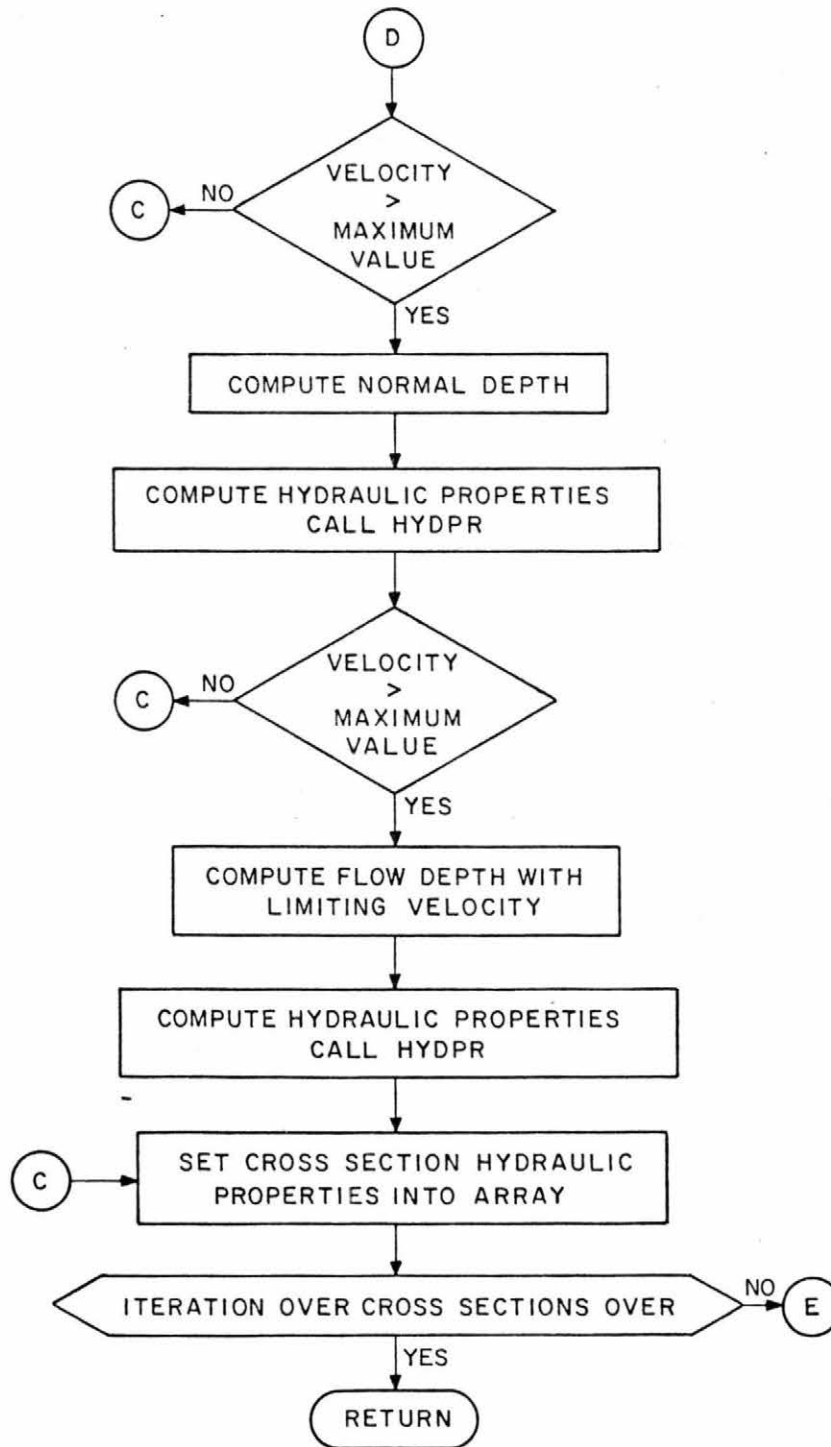 D
VELOCITY
>
MAXIMUM
VALUE
NO
C
YES
COMPUTE NORMAL DEPTH
COMPUTE HYDRAULIC PROPERTIES
CALL HYDPR
VELOCITY
>
MAXIMUM
VALUE
NO
C
YES
COMPUTE FLOW DEPTH WITH
LIMITING VELOCITY
COMPUTE HYDRAULIC PROPERTIES
CALL HYDPR
C
SET CROSS SECTION HYDRAULIC
PROPERTIES INTO ARRAY
ITERATION OVER CROSS SECTIONS OVER
NO
E
YES
RETURN